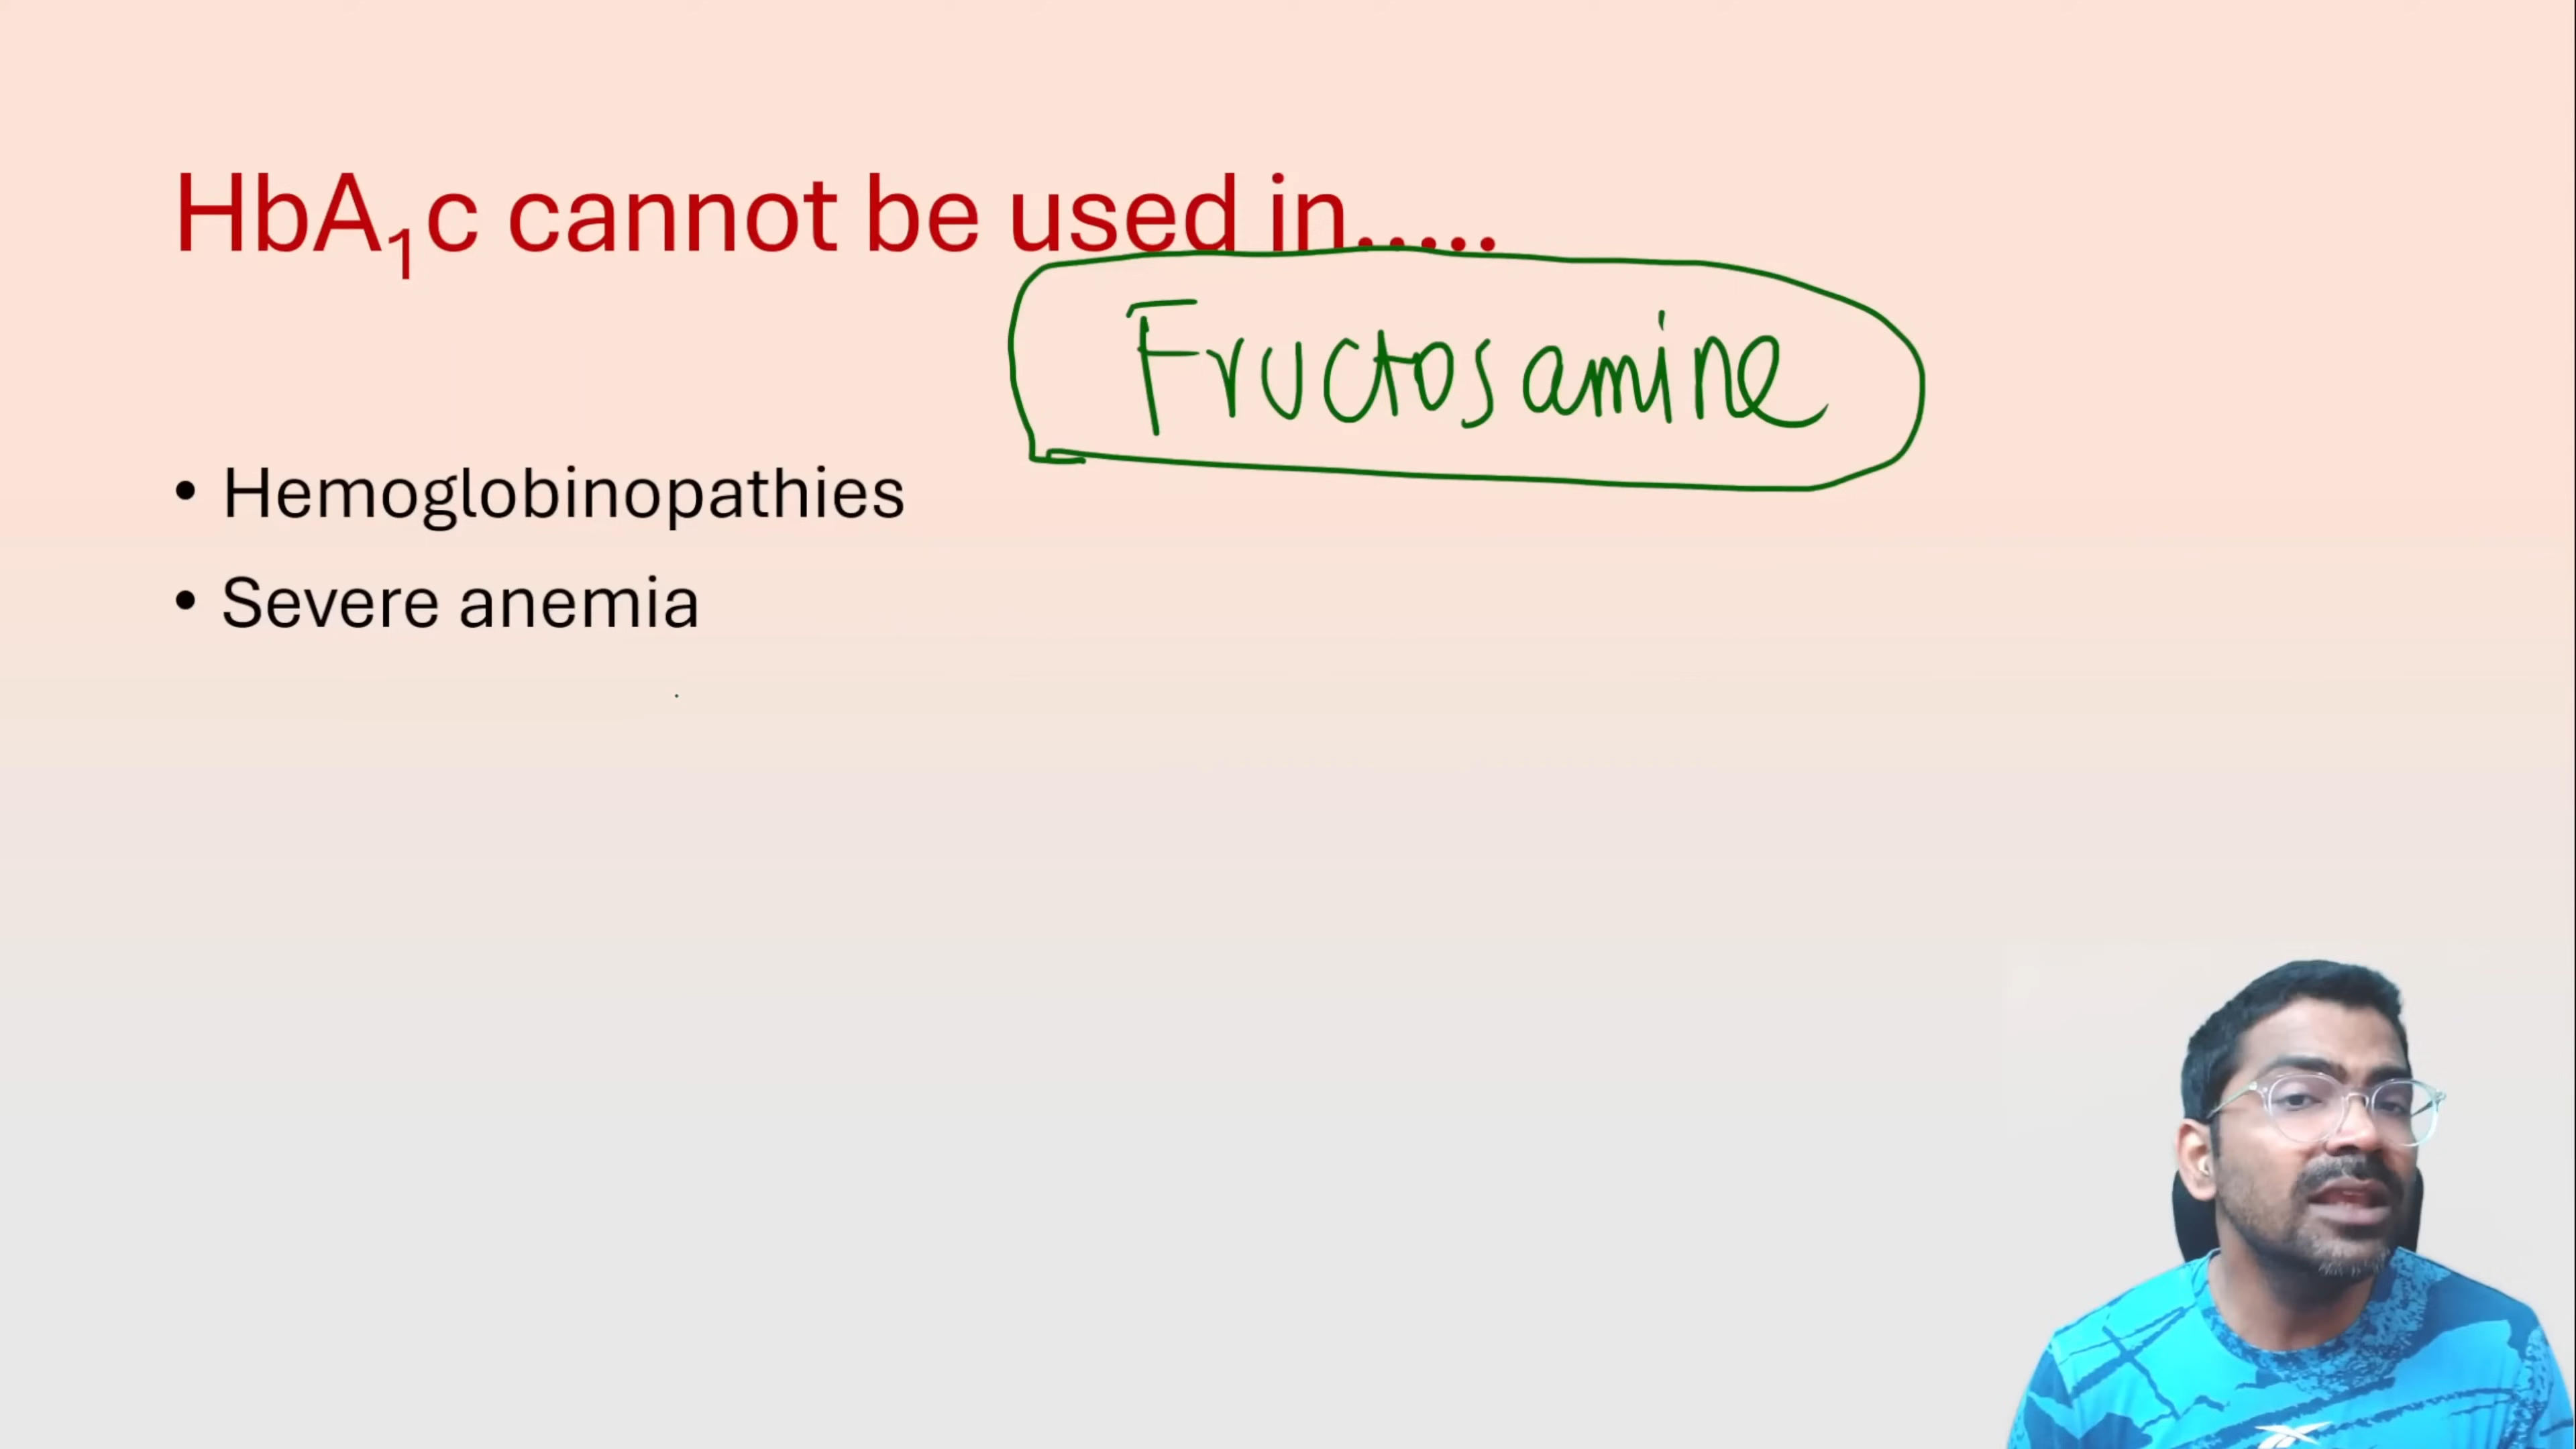 HbA₁c cannot be used in.....
Fructosamine
• Hemoglobinopathies
• Severe anemia